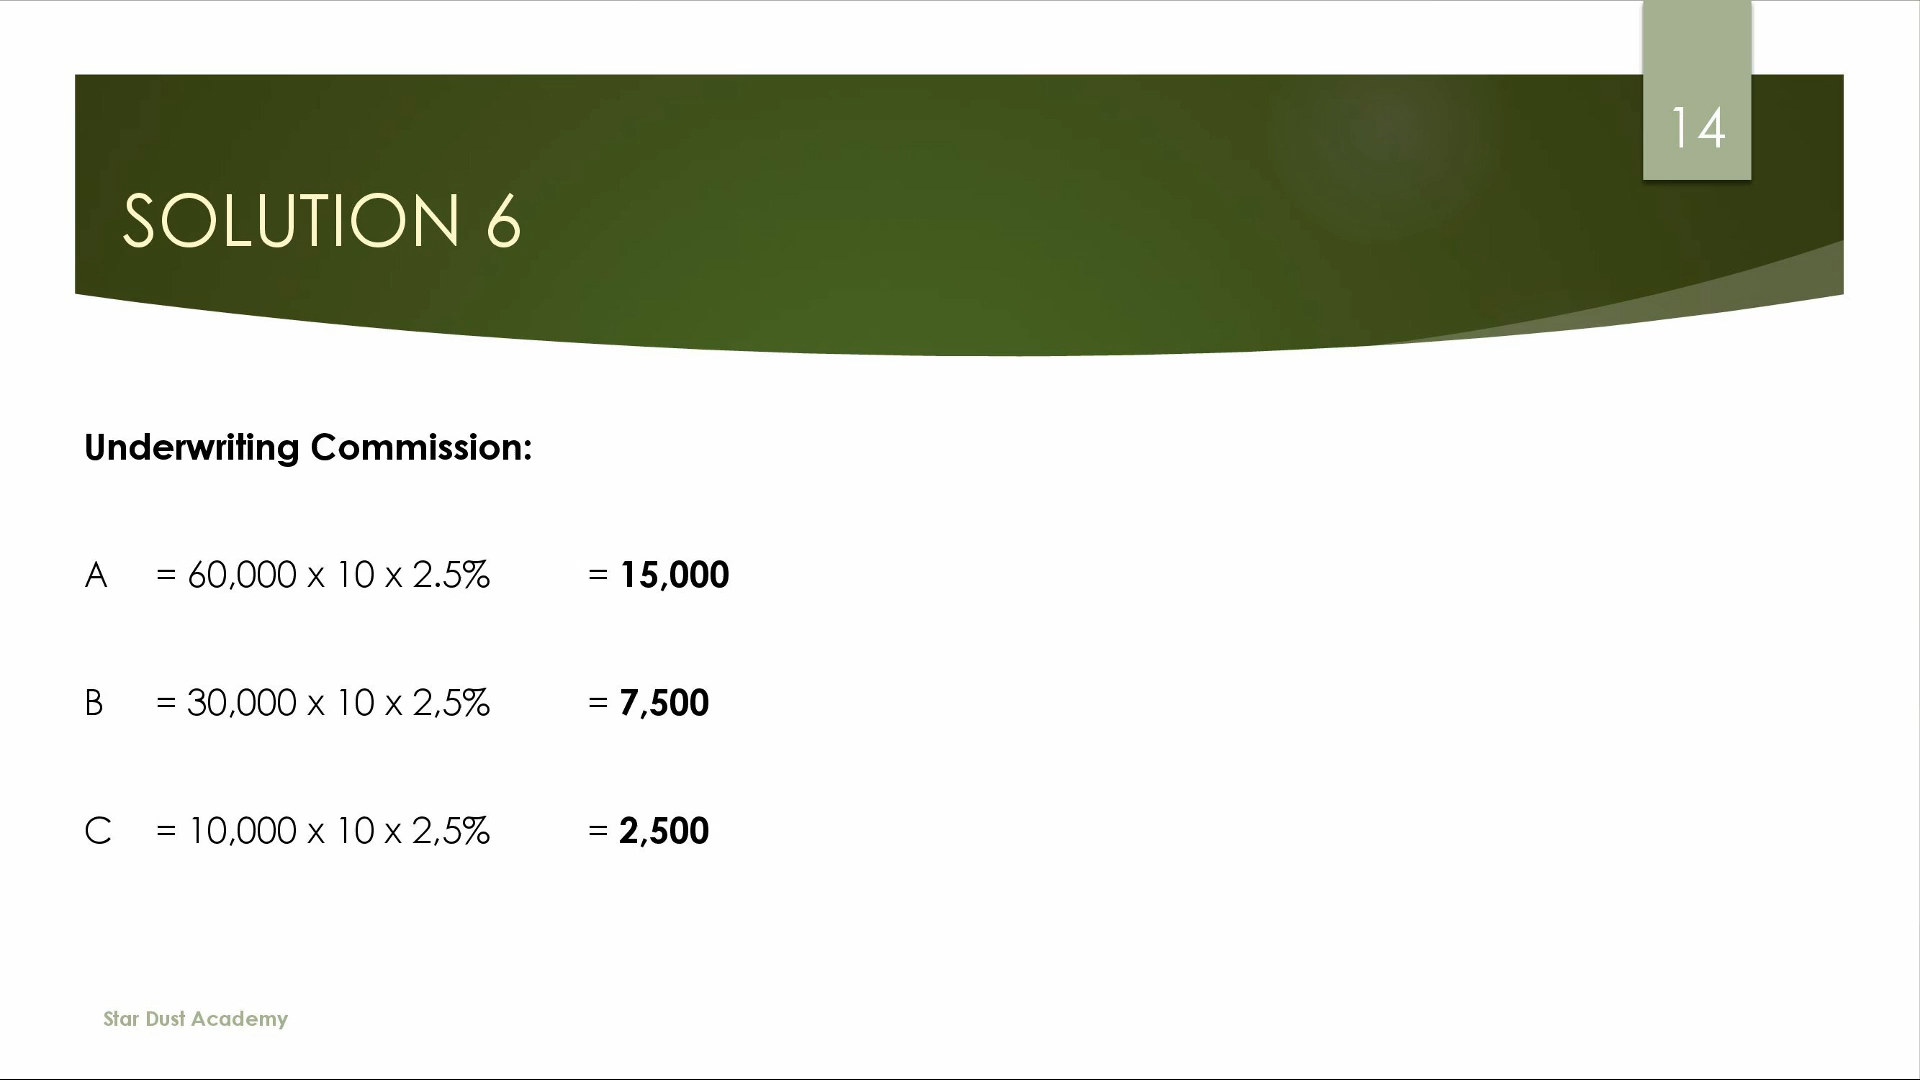 14
SOLUTION 6
Underwriting Commission:
A = 60,000 x 10 x 2.5% = 15,000
B = 30,000 x 10 x 2,5% = 7,500
C = 10,000 x 10 x 2,5% = 2,500
Star Dust Academy